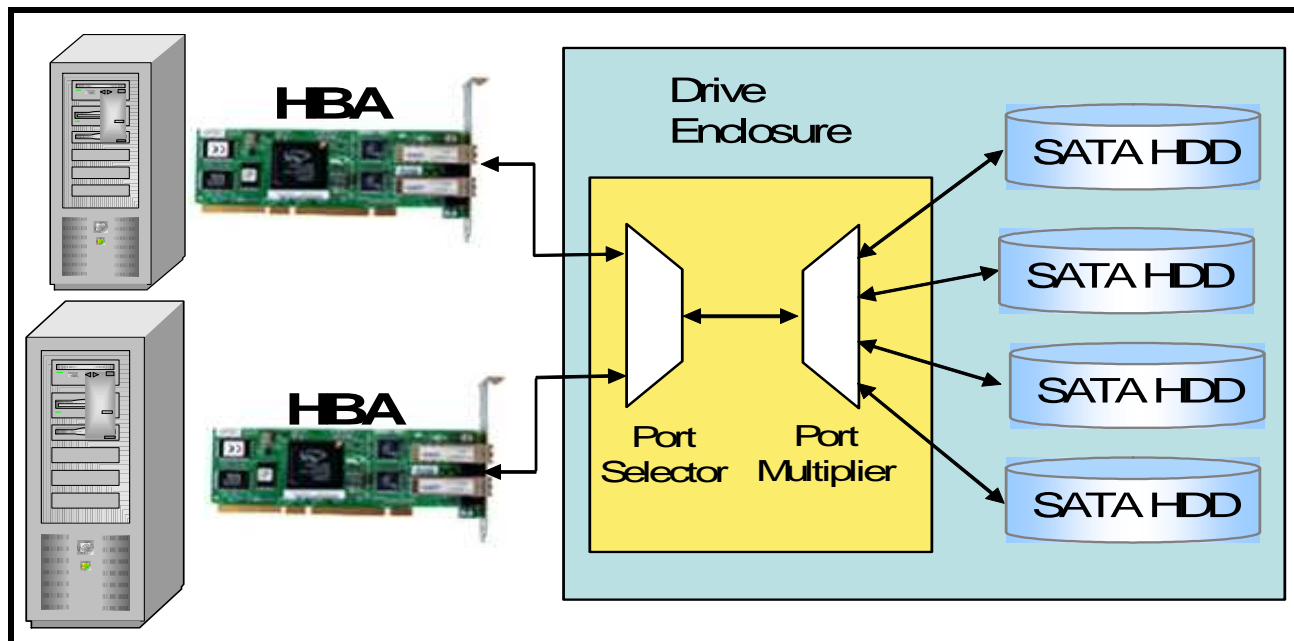 HBA
HBA
Drive
Enclosure
Port
Selector
Port
Multiplier
SATA HDD
SATA HDD
SATA HDD
SATA HDD